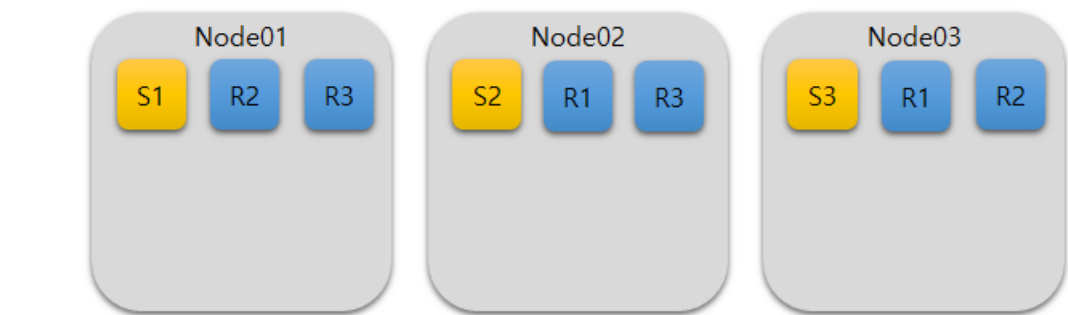 Node01 Node02 Node03
S1 R2 R3 S2 R1 R3 S3 R1 R2